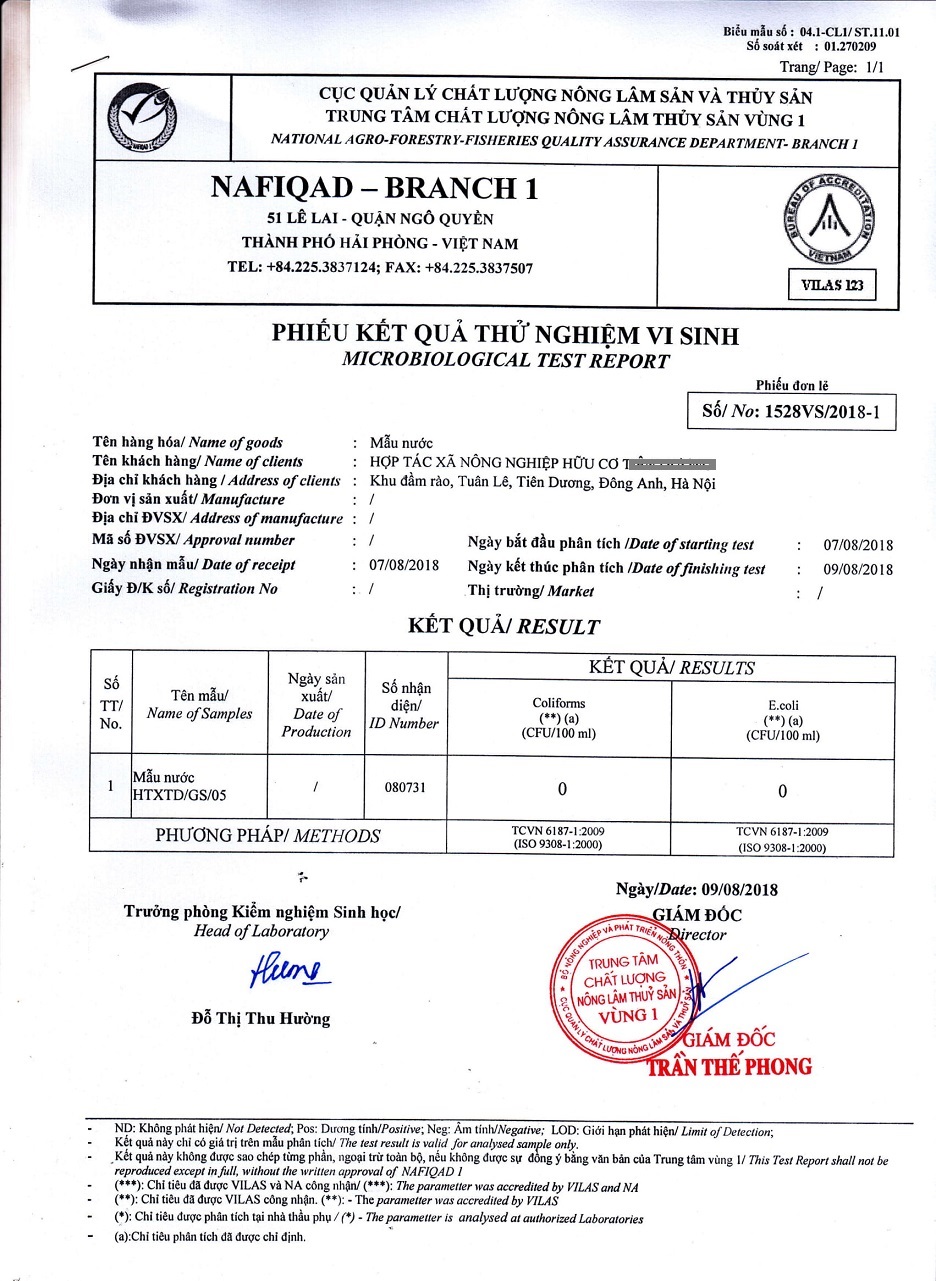 Biểu mẫu số : 04.1-CL1/ ST.11.01
Số soát xét : 01.270209
Trang/ Page: 1/1
NAFIQAD 1
CỤC QUẢN LÝ CHẤT LƯỢNG NÔNG LÂM SẢN VÀ THỦY SẢN
TRUNG TÂM CHẤT LƯỢNG NÔNG LÂM THỦY SẢN VÙNG 1
NATIONAL AGRO-FORESTRY-FISHERIES QUALITY ASSURANCE DEPARTMENT- BRANCH 1
NAFIQAD – BRANCH 1
51 LÊ LAI - QUẬN NGÔ QUYỀN
THÀNH PHỐ HẢI PHÒNG - VIỆT NAM
TEL: +84.225.3837124; FAX: +84.225.3837507
BUREAU OF ACCREDITATION
VIETNAM
VILAS 123
PHIẾU KẾT QUẢ THỬ NGHIỆM VI SINH
MICROBIOLOGICAL TEST REPORT
Phiếu đơn lẻ
Số/ No: 1528VS/2018-1
Tên hàng hóa/ Name of goods : Mẫu nước
Tên khách hàng/ Name of clients : HỢP TÁC XÃ NÔNG NGHIỆP HỮU CƠ
Địa chỉ khách hàng / Address of clients : Khu đầm rào, Tuân Lê, Tiên Dương, Đông Anh, Hà Nội
Đơn vị sản xuất/ Manufacture : /
Địa chỉ ĐVSX/ Address of manufacture : /
Mã số ĐVSX/ Approval number : / Ngày bắt đầu phân tích /Date of starting test : 07/08/2018
Ngày nhận mẫu/ Date of receipt : 07/08/2018 Ngày kết thúc phân tích /Date of finishing test : 09/08/2018
Giấy Đ/K số/ Registration No : / Thị trường/ Market : /
KẾT QUẢ/ RESULT
Số TT/ No.
Tên mẫu/ Name of Samples
Ngày sản xuất/ Date of Production
Số nhận diện/ ID Number
KẾT QUẢ/ RESULTS
Coliforms (**) (a) (CFU/100 ml)
E.coli (**) (a) (CFU/100 ml)
1 Mẫu nước HTXTD/GS/05 / 080731 0 0
PHƯƠNG PHÁP/ METHODS
TCVN 6187-1:2009 (ISO 9308-1:2000)
TCVN 6187-1:2009 (ISO 9308-1:2000)
Ngày/Date: 09/08/2018
Trưởng phòng Kiểm nghiệm Sinh học/
Head of Laboratory
GIÁM ĐỐC
Director
BỘ NÔNG NGHIỆP VÀ PHÁT TRIỂN NÔNG THÔN
TRUNG TÂM
CHẤT LƯỢNG
NÔNG LÂM THUỶ SẢN
VÙNG 1
CỤC QUẢN LÝ CHẤT LƯỢNG NÔNG LÂM SẢN VÀ THỦY SẢN
Đỗ Thị Thu Hường
GIÁM ĐỐC
TRẦN THẾ PHONG
- ND: Không phát hiện/ Not Detected; Pos: Dương tính/Positive; Neg: Âm tính/Negative; LOD: Giới hạn phát hiện/ Limit of Detection;
- Kết quả này chỉ có giá trị trên mẫu phân tích/ The test result is valid for analysed sample only.
- Kết quả này không được sao chép từng phần, ngoại trừ toàn bộ, nếu không được sự đồng ý bằng văn bản của Trung tâm vùng 1/ This Test Report shall not be
reproduced except in full, without the written approval of NAFIQAD 1
- (***): Chỉ tiêu đã được VILAS và NA công nhận/ (***): The parametter was accredited by VILAS and NA
- (**): Chỉ tiêu đã được VILAS công nhận. (**): - The parametter was accredited by VILAS
- (*): Chỉ tiêu được phân tích tại nhà thầu phụ / (*) - The parametter is analysed at authorized Laboratories
- (a):Chỉ tiêu phân tích đã được chỉ định.